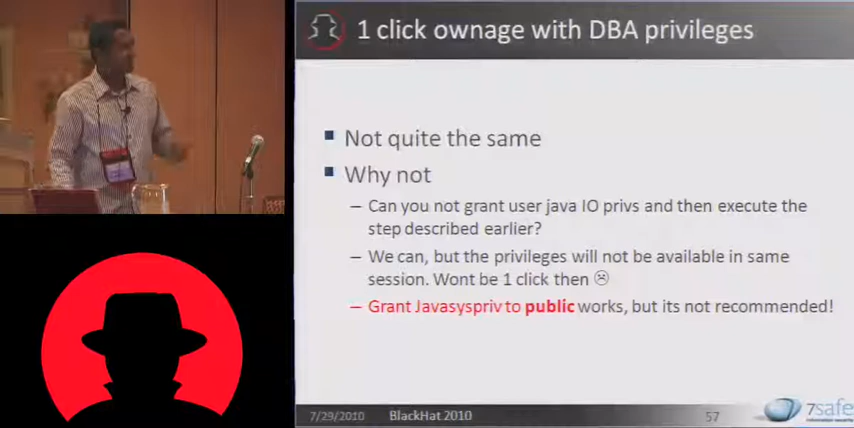 1 click ownage with DBA privileges
Not quite the same
Why not
– Can you not grant user java IO privs and then execute the
step described earlier?
– We can, but the privileges will not be available in same
session. Wont be 1 click then ☹
– Grant Javasyspriv to public works, but its not recommended!
7/29/2010
BlackHat 2010
57
7safe
information security